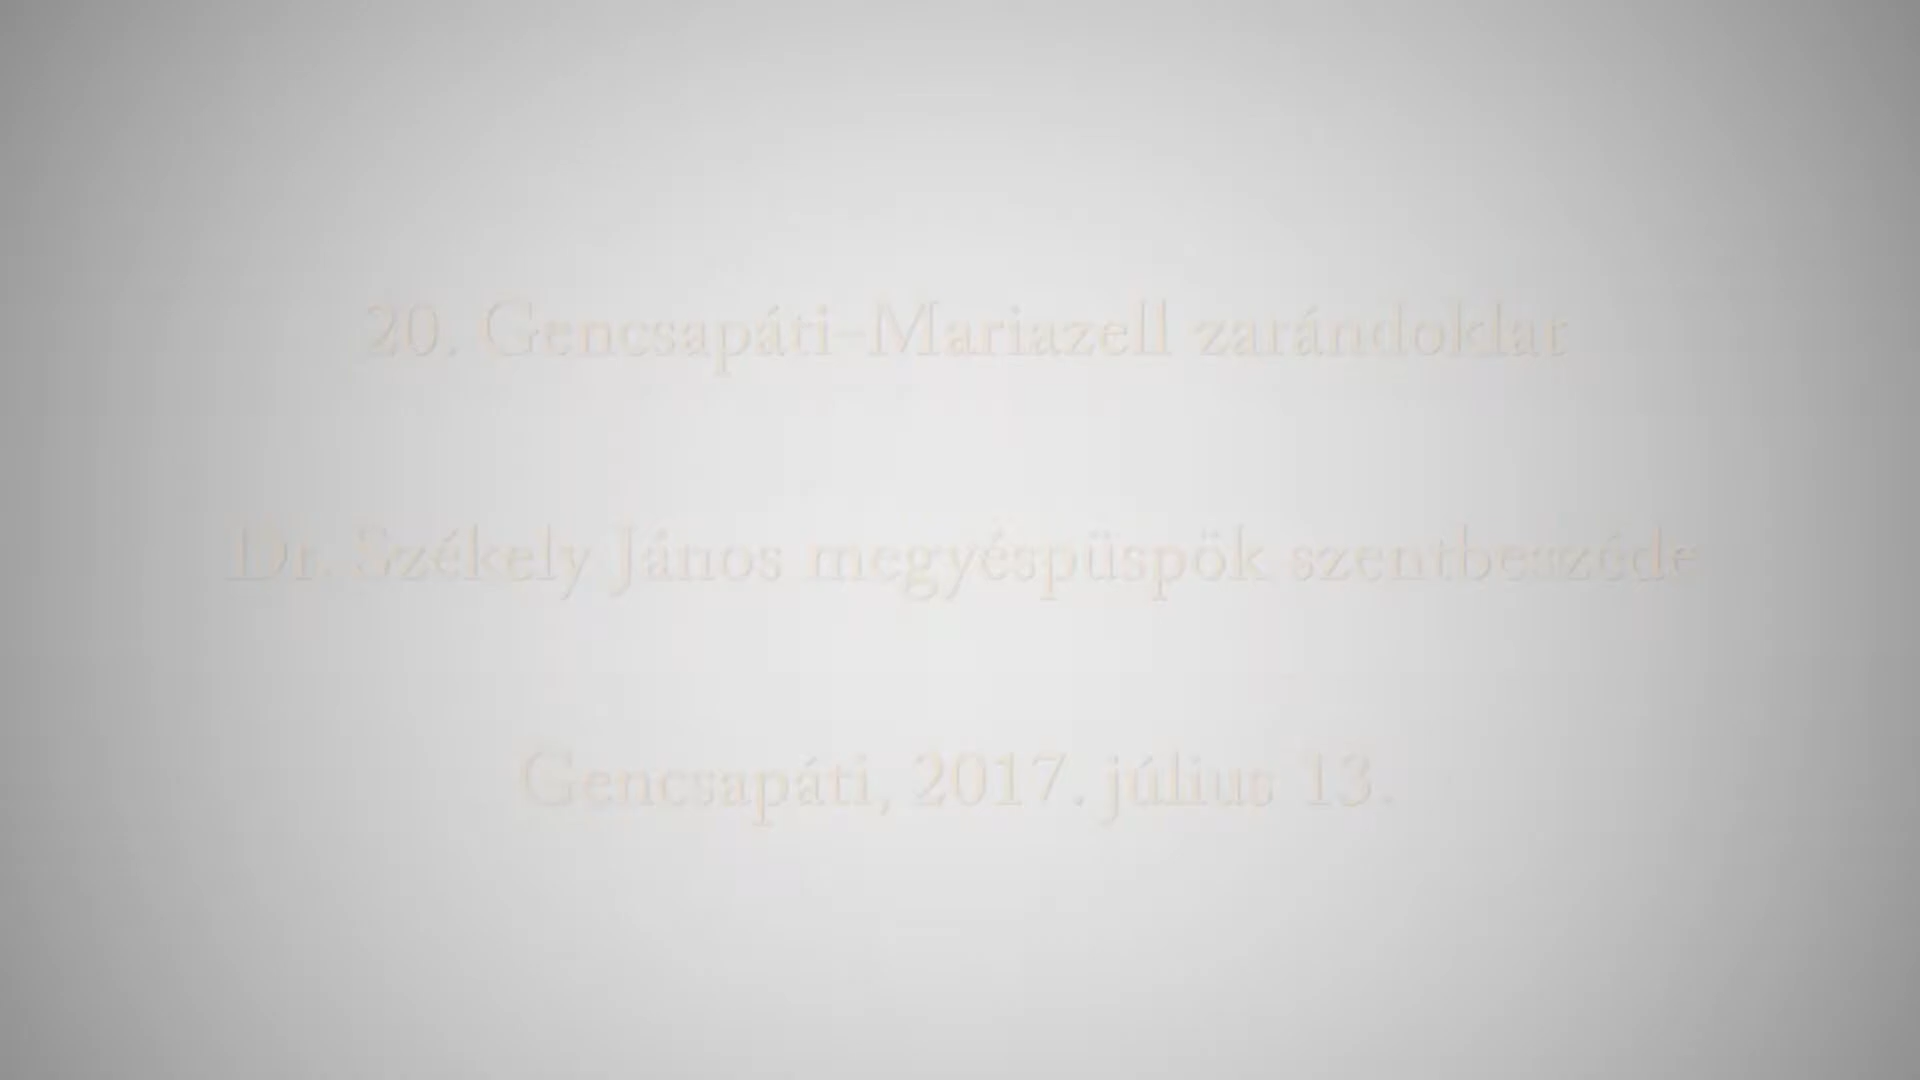 20. Gencsapáti–Mariazell zarándoklat
Dr. Székely János megyéspüspök szentbeszéde
Gencsapáti, 2017. július 13.